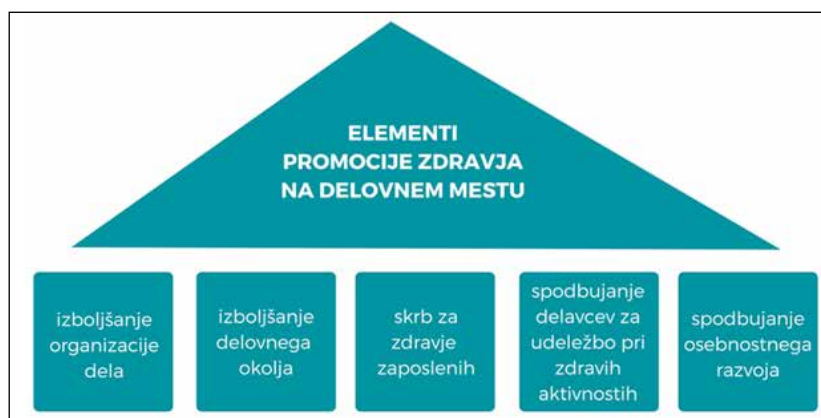 ELEMENTI
PROMOCIJE ZDRAVJA
NA DELOVNEM MESTU
izboljšanje
organizacije
dela
izboljšanje
delovnega
okolja
skrb za
zdravje
zaposlenih
spodbujanje
delavcev za
udeležbo pri
zdravih
aktivnostih
spodbujanje
osebnostnega
razvoja